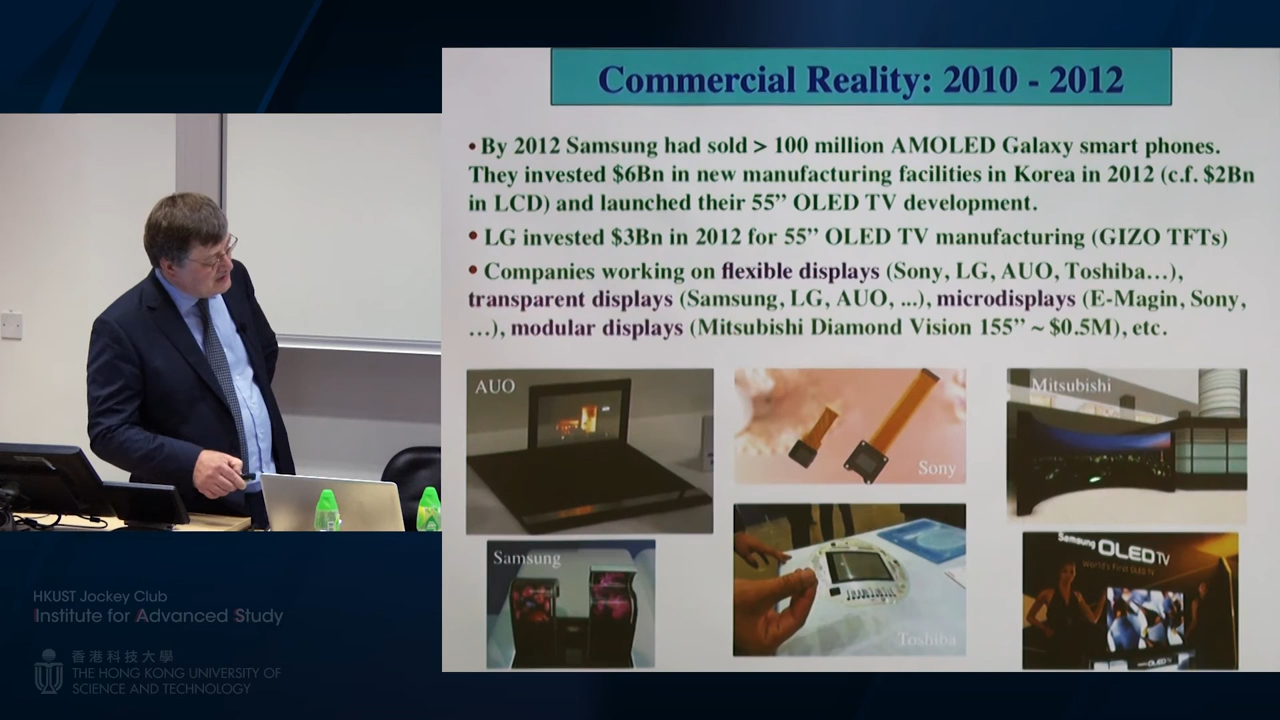 Commercial Reality: 2010 - 2012
• By 2012 Samsung had sold > 100 million AMOLED Galaxy smart phones.
They invested $6Bn in new manufacturing facilities in Korea in 2012 (c.f. $2Bn
in LCD) and launched their 55” OLED TV development.
• LG invested $3Bn in 2012 for 55” OLED TV manufacturing (GIZO TFTs)
• Companies working on flexible displays (Sony, LG, AUO, Toshiba…),
transparent displays (Samsung, LG, AUO, ...), microdisplays (E-Magin, Sony,
…), modular displays (Mitsubishi Diamond Vision 155” ~ $0.5M), etc.
AUO
Sony
Mitsubishi
Samsung
Toshiba
Samsung OLED TV
World's First OLED TV
OLED TV
HKUST Jockey Club
Institute for Advanced Study
香港科技大學
THE HONG KONG UNIVERSITY OF
SCIENCE AND TECHNOLOGY